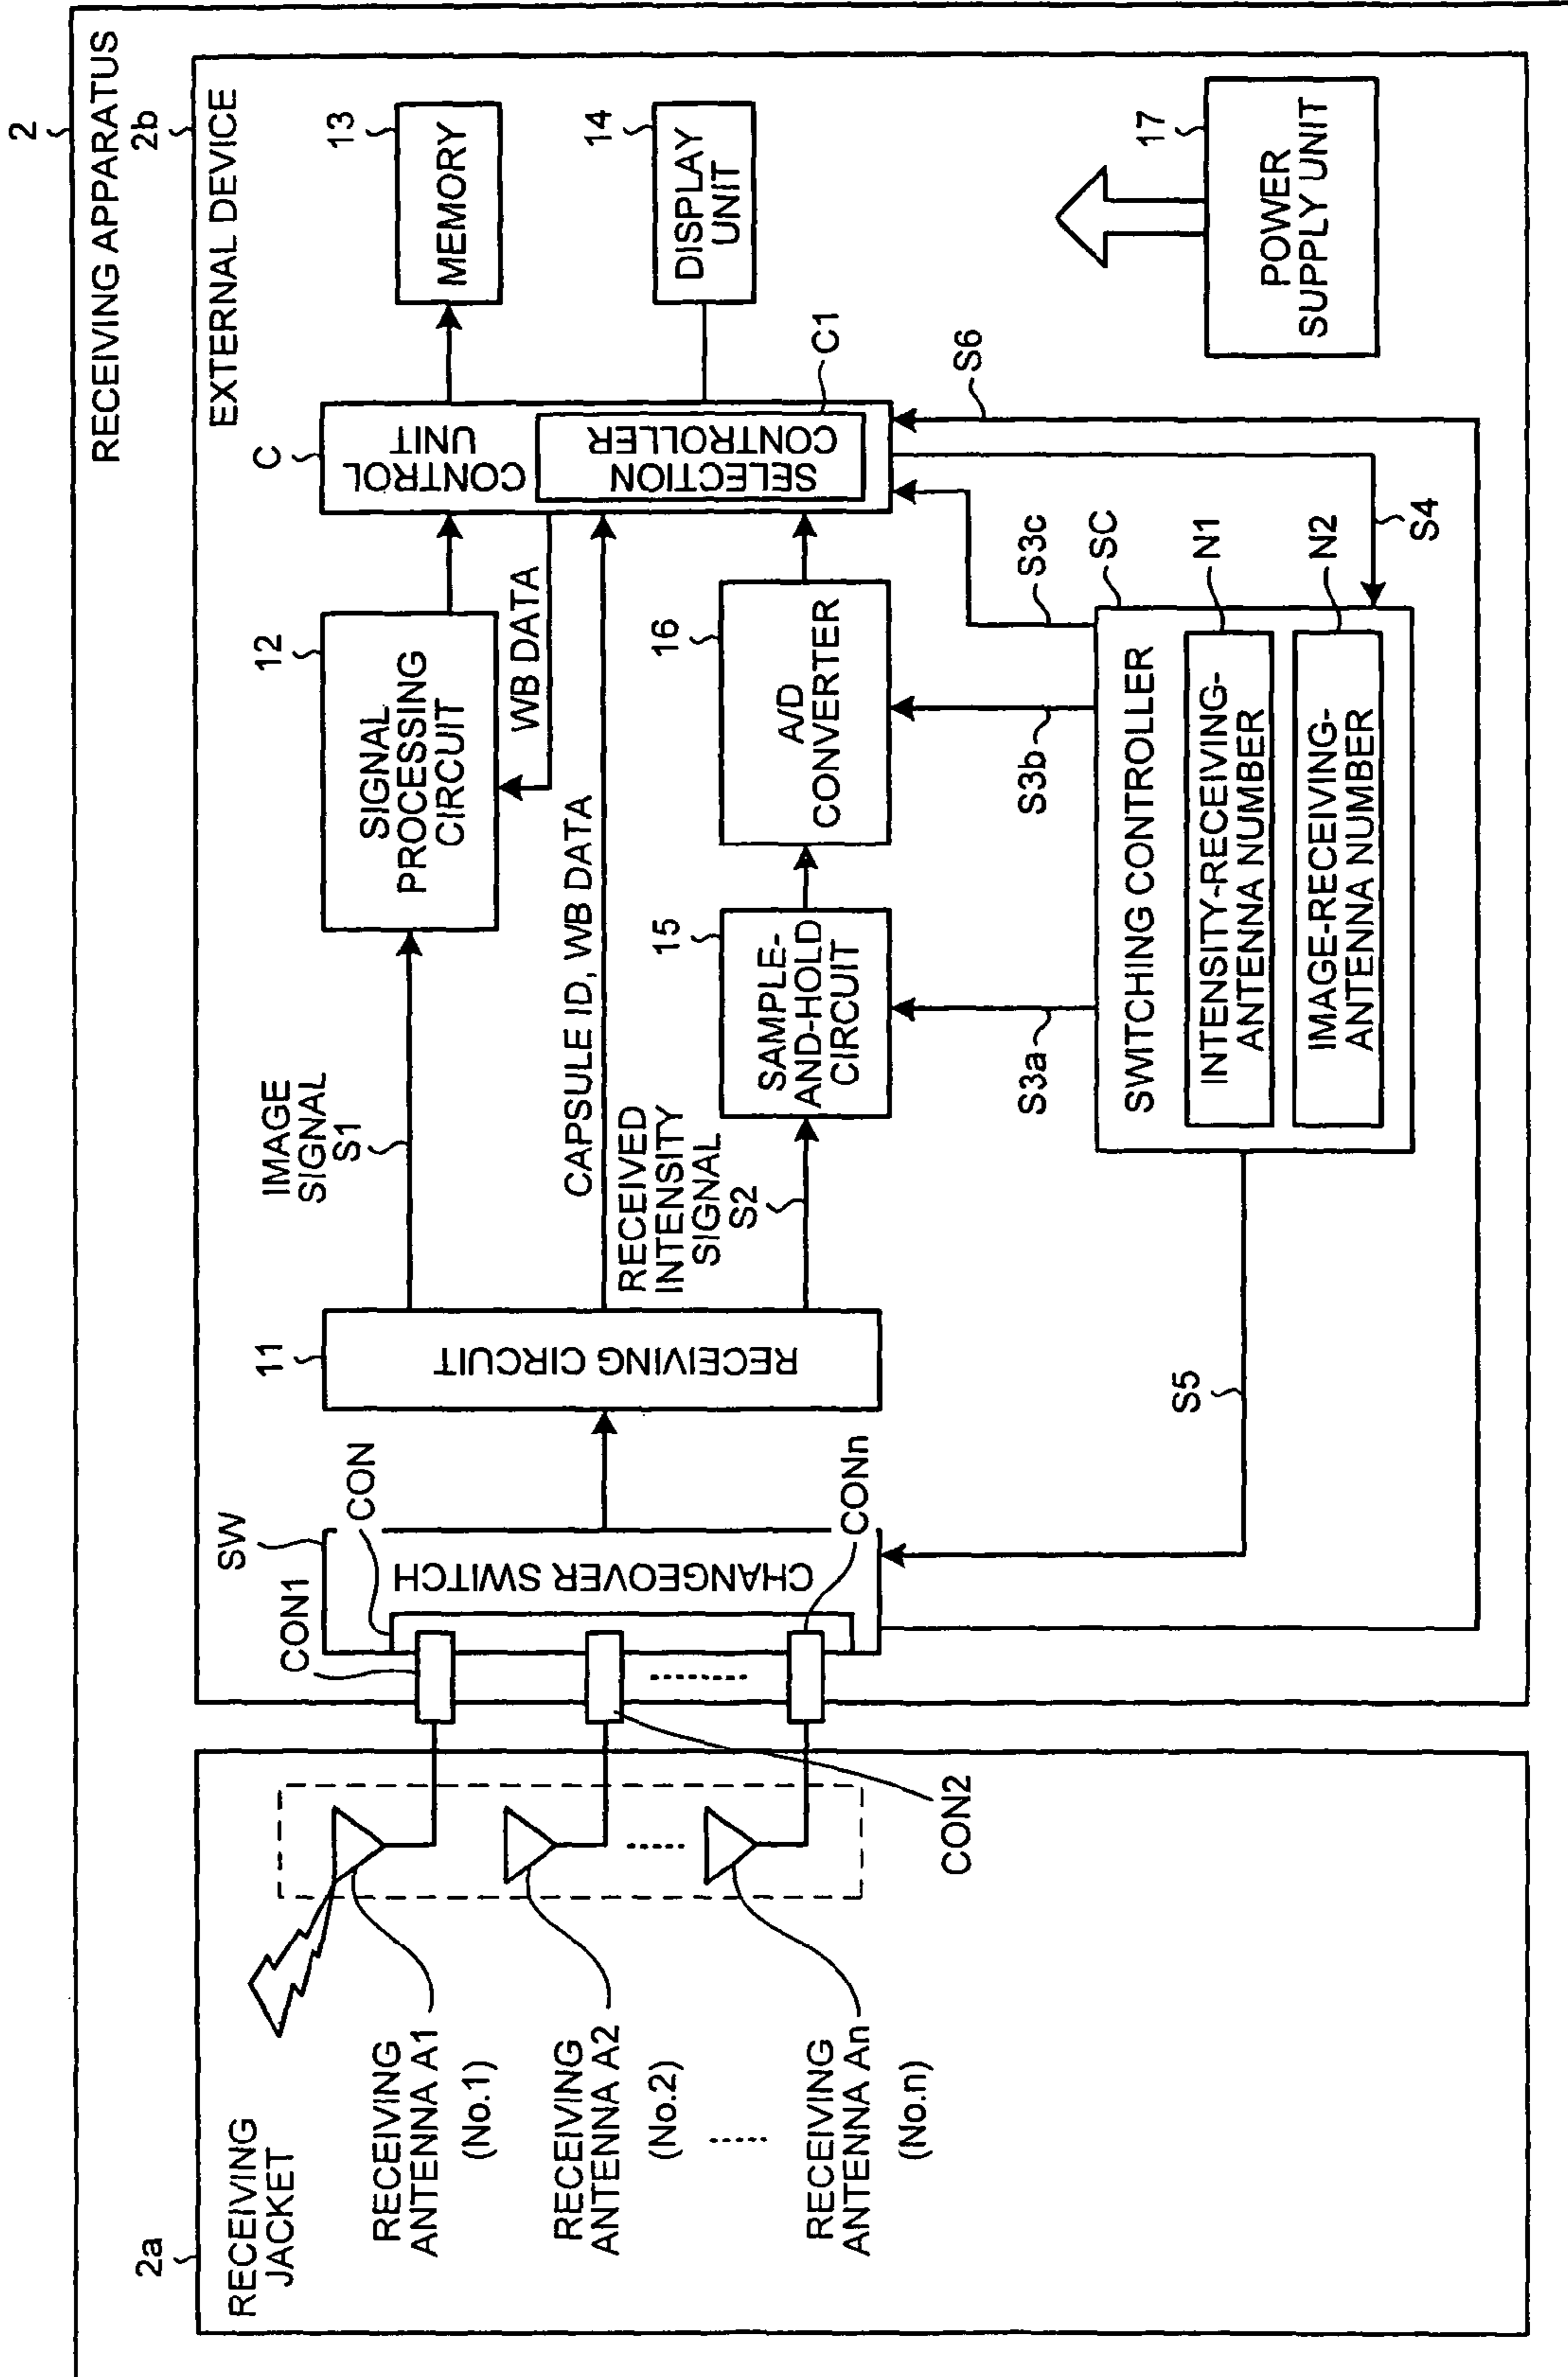 2
RECEIVING APPARATUS
2b
EXTERNAL DEVICE
2a
RECEIVING
JACKET
RECEIVING
ANTENNA A1
(No.1)
RECEIVING
ANTENNA A2
(No.2)
RECEIVING
ANTENNA An
(No.n)
CON1
CON2
CONn
CON
SW
CHANGEOVER SWITCH
11
RECEIVING CIRCUIT
IMAGE
SIGNAL
S1
CAPSULE ID, WB DATA
RECEIVED
INTENSITY
SIGNAL
S2
12
SIGNAL
PROCESSING
CIRCUIT
WB DATA
15
SAMPLE-
AND-HOLD
CIRCUIT
16
A/D
CONVERTER
C
CONTROL
UNIT
SELECTION
CONTROLLER
C1
13
MEMORY
14
DISPLAY
UNIT
S3a
S3b
S3c
S6
S4
S5
SC
SWITCHING CONTROLLER
N1
INTENSITY-RECEIVING-
ANTENNA NUMBER
N2
IMAGE-RECEIVING-
ANTENNA NUMBER
17
POWER
SUPPLY UNIT